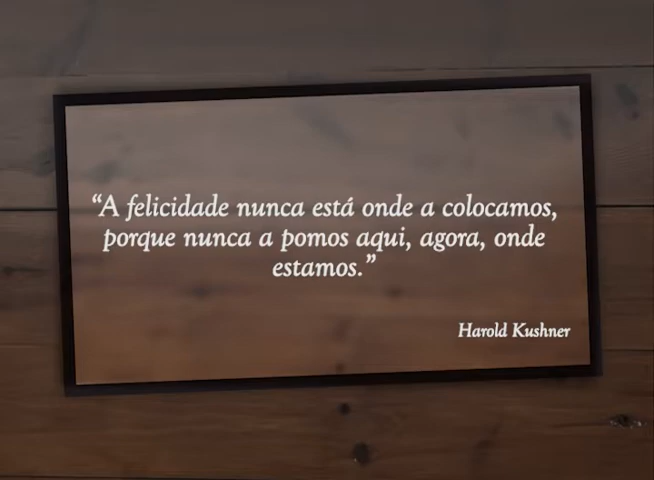 “A felicidade nunca está onde a colocamos,
porque nunca a pomos aqui, agora, onde
estamos.”
Harold Kushner